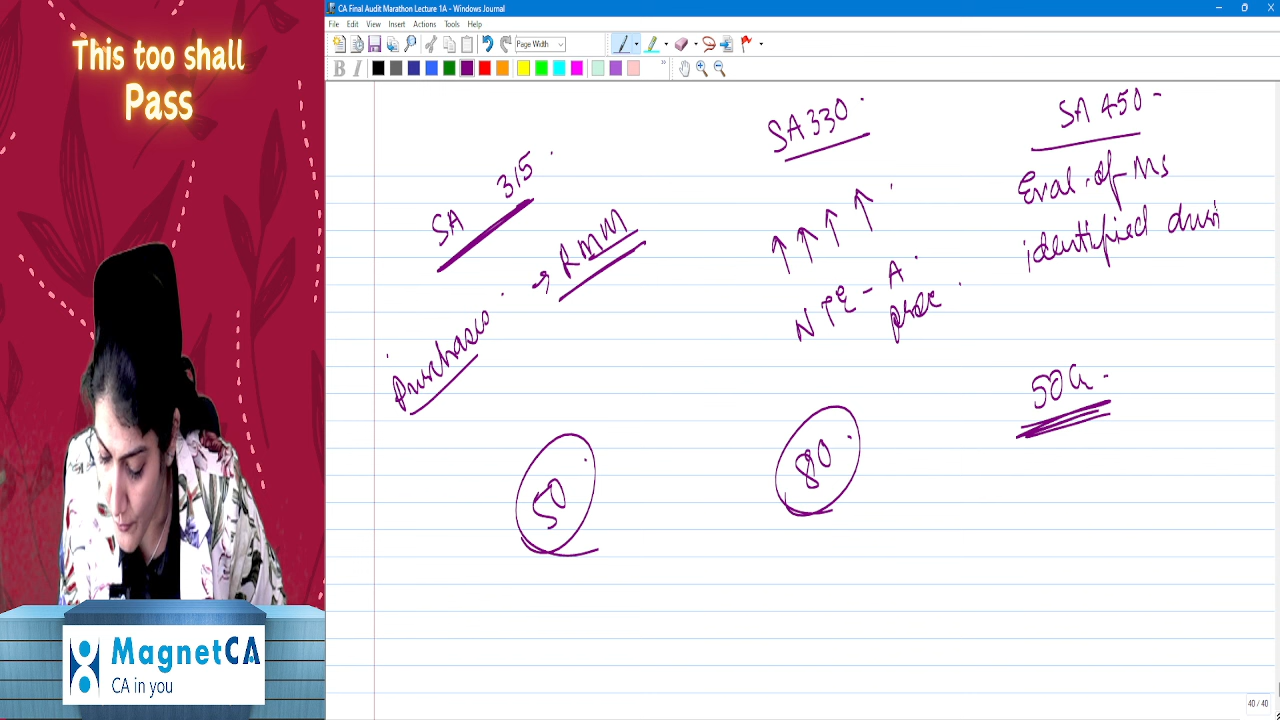 This too shall
Pass
MagnetCA
CA in you
CA Final Audit Marathon Lecture 1A - Windows Journal
File Edit View Insert Actions Tools Help
Page Width
B I
SA 315
→ RMM
Purchases
50
SA 330
↑ ↑ ↑ ↑
NTE - A
proc
80
SA 450
Eval. of Ms
identified duri
50
40 / 40